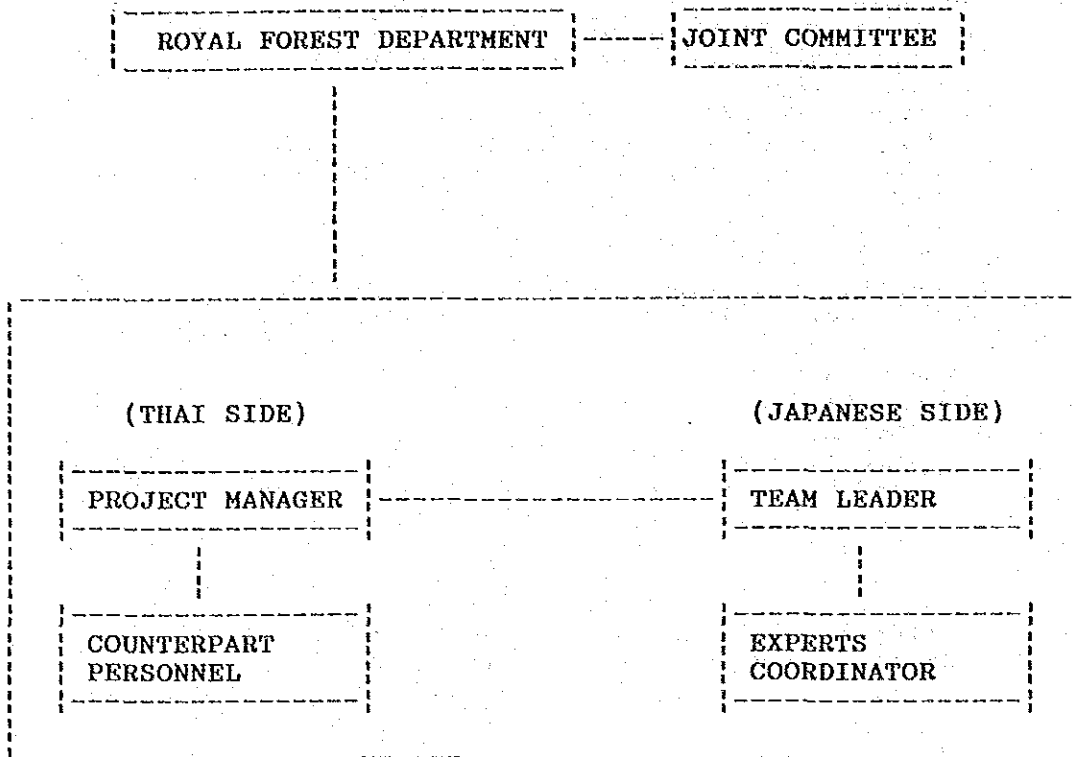 ROYAL FOREST DEPARTMENT JOINT COMMITTEE
(THAI SIDE) (JAPANESE SIDE)
PROJECT MANAGER TEAM LEADER
COUNTERPART
PERSONNEL
EXPERTS
COORDINATOR